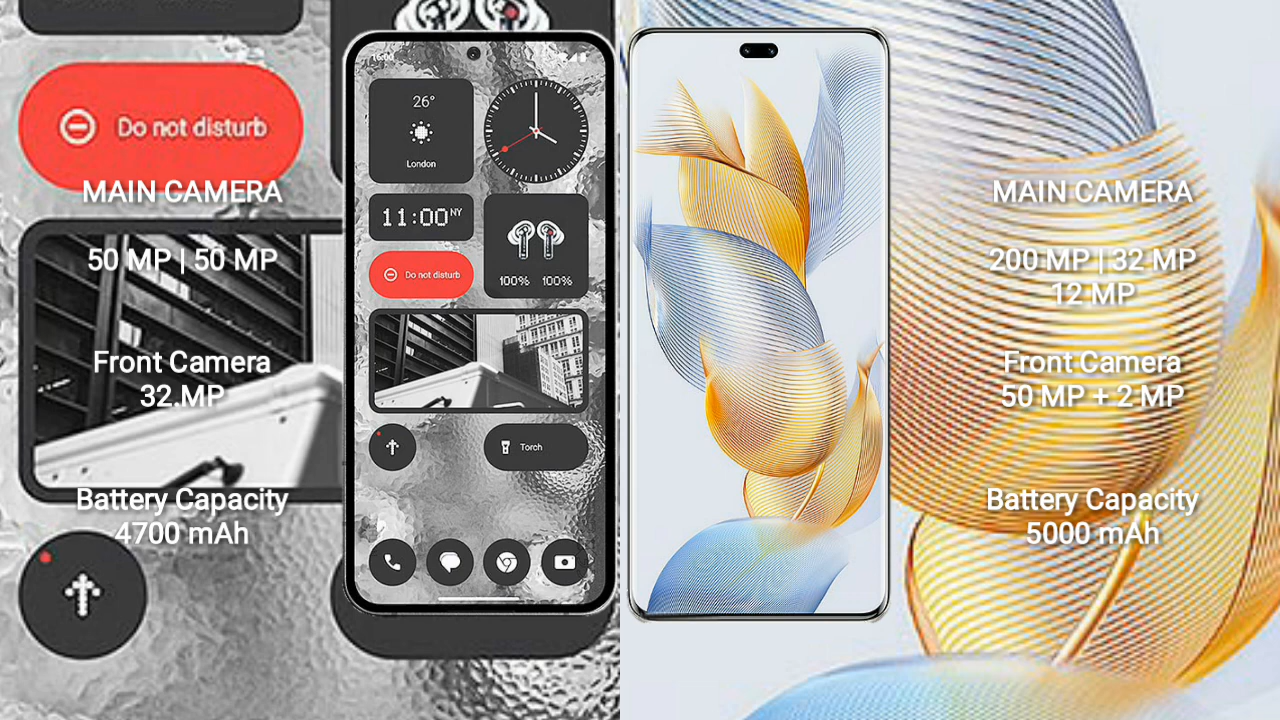 Do not disturb
MAIN CAMERA
50 MP | 50 MP
Front Camera
32.MP
Battery Capacity
4700 mAh
16:00
26°
London
11:00 NY
Do not disturb
100% 100%
Torch
MAIN CAMERA
200 MP | 32 MP
12 MP
Front Camera
50 MP + 2 MP
Battery Capacity
5000 mAh